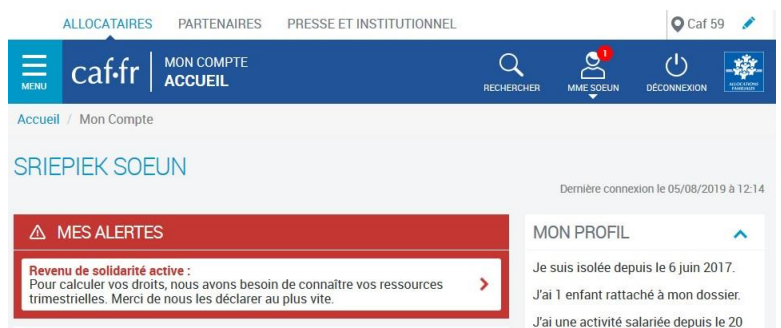 ALLOCATAIRES PARTENAIRES PRESSE ET INSTITUTIONNEL Caf 59
MENU
caf.fr
MON COMPTE
ACCUEIL
RECHERCHER
1
MME SOEUN
DÉCONNEXION
ALLOCATIONS
FAMILIALES
Accueil / Mon Compte
SRIEPIEK SOEUN
Dernière connexion le 05/08/2019 à 12:14
MES ALERTES
Revenu de solidarité active :
Pour calculer vos droits, nous avons besoin de connaître vos ressources
trimestrielles. Merci de nous les déclarer au plus vite.
MON PROFIL
Je suis isolée depuis le 6 juin 2017.
J'ai 1 enfant rattaché à mon dossier.
J'ai une activité salariée depuis le 20